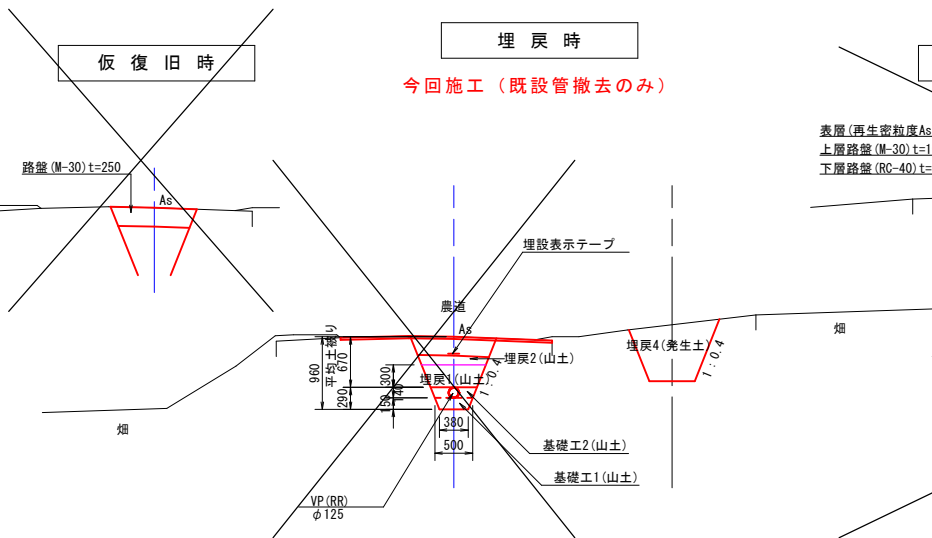 仮復旧時
埋戻時
今回施工（既設管撤去のみ）
表層(再生密粒度As
上層路盤(M-30)t=1
下層路盤(RC-40)t=
路盤(M-30)t=250
As
埋設表示テープ
農道
As
畑
埋戻4(発生土)
1:0.4
埋戻2(山土)
埋戻1(山土)
1:0.4
960
平均土被り
670
300
290
140
150
380
500
畑
基礎工2(山土)
基礎工1(山土)
VP(RR)
φ125